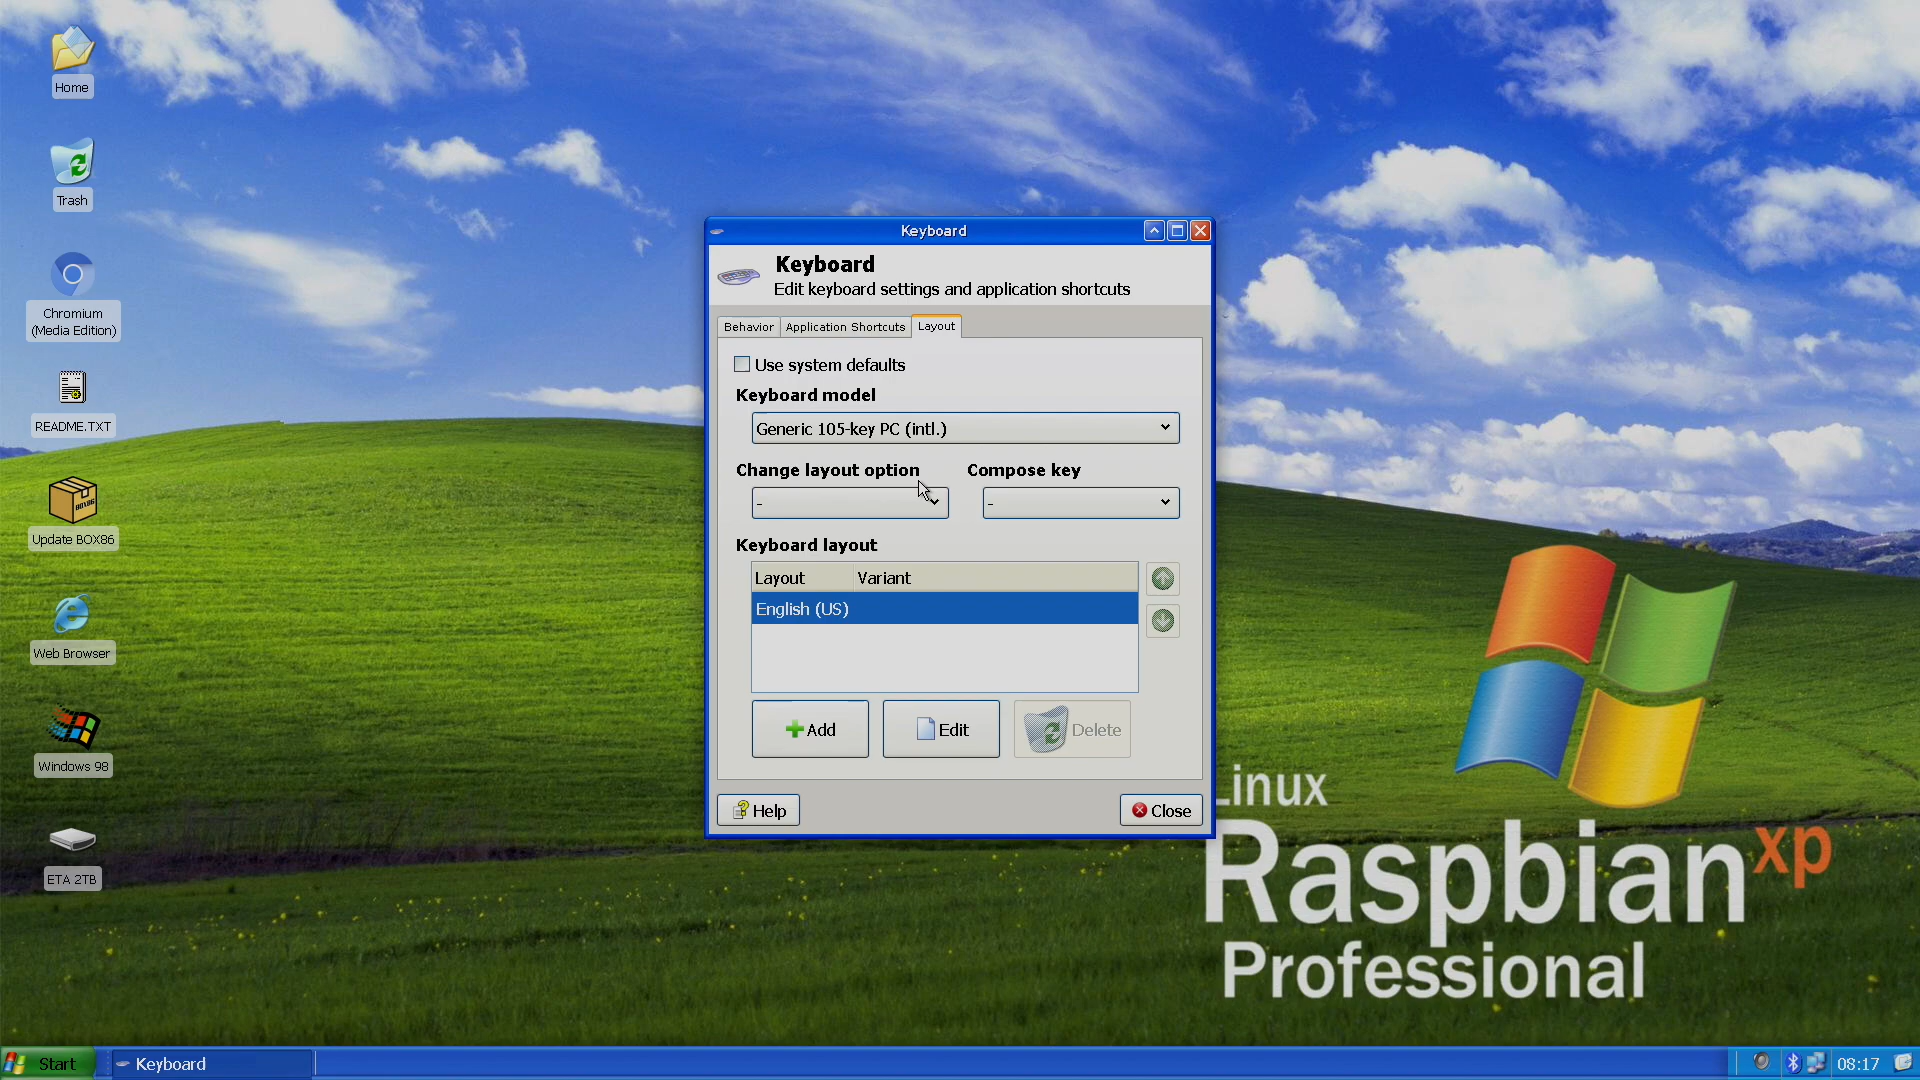 Home
Trash
Chromium
(Media Edition)
README.TXT
BOX86
Update BOX86
Web Browser
Windows 98
ETA 2TB
Keyboard
Keyboard
Edit keyboard settings and application shortcuts
Behavior
Application Shortcuts
Layout
Use system defaults
Keyboard model
Generic 105-key PC (intl.)
Change layout option
Compose key
-
-
Keyboard layout
Layout
Variant
English (US)
Add
Edit
Delete
Help
Close
Linux
Raspbian xp
Professional
Start
Keyboard
08:17